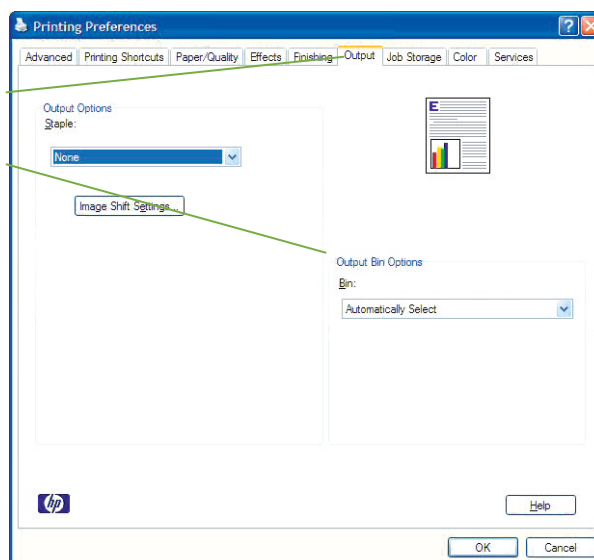 Printing Preferences
Advanced Printing Shortcuts Paper/Quality Effects Finishing Output Job Storage Color Services
Output Options
Staple:
None
Image Shift Settings...
E
Output Bin Options
Bin:
Automatically Select
hp
Help
OK Cancel